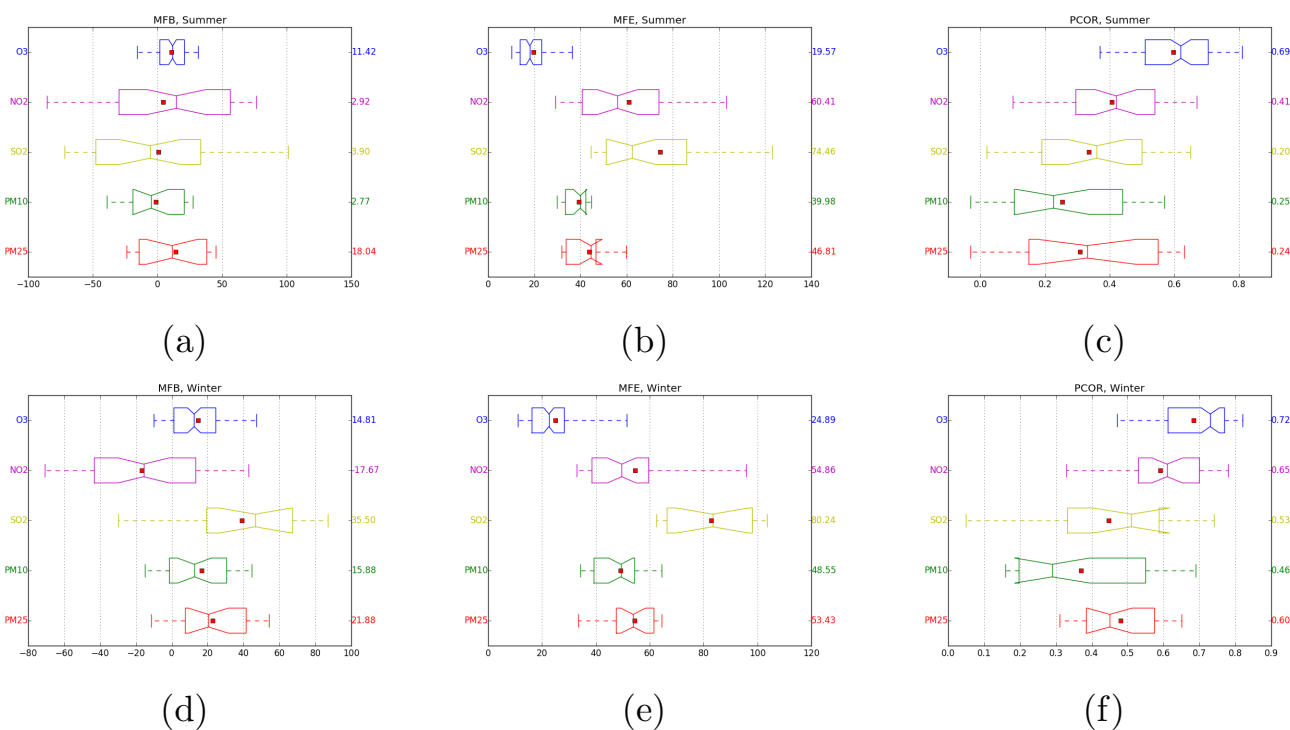 MFB, Summer
O3 11.42
NO2 2.92
SO2 3.90
PM10 2.77
PM25 18.04
−100 −50 0 50 100 150
(a)
MFE, Summer
O3 19.57
NO2 60.41
SO2 74.46
PM10 39.98
PM25 46.81
0 20 40 60 80 100 120 140
(b)
PCOR, Summer
O3 0.69
NO2 0.41
SO2 0.20
PM10 0.25
PM25 0.24
0.0 0.2 0.4 0.6 0.8
(c)
MFB, Winter
O3 14.81
NO2 -17.67
SO2 35.50
PM10 15.88
PM25 21.88
−80 −60 −40 −20 0 20 40 60 80 100
(d)
MFE, Winter
O3 24.89
NO2 54.86
SO2 80.24
PM10 48.55
PM25 53.43
0 20 40 60 80 100 120
(e)
PCOR, Winter
O3 0.72
NO2 0.65
SO2 0.53
PM10 0.46
PM25 0.60
0.0 0.1 0.2 0.3 0.4 0.5 0.6 0.7 0.8 0.9
(f)